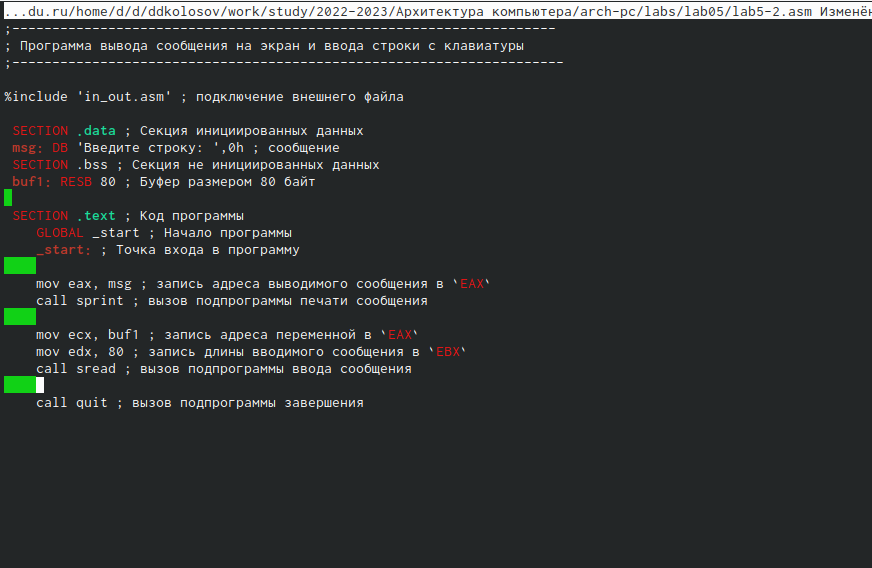 ...du.ru/home/d/d/ddkolosov/work/study/2022-2023/Архитектура компьютера/arch-pc/labs/lab05/lab5-2.asm Изменён
;--------------------------------------------------------------------
; Программа вывода сообщения на экран и ввода строки с клавиатуры
;---------------------------------------------------------------------
%include 'in_out.asm' ; подключение внешнего файла
SECTION .data ; Секция инициированных данных
msg: DB 'Введите строку: ',0h ; сообщение
SECTION .bss ; Секция не инициированных данных
buf1: RESB 80 ; Буфер размером 80 байт
SECTION .text ; Код программы
GLOBAL _start ; Начало программы
_start: ; Точка входа в программу
mov eax, msg ; запись адреса выводимого сообщения в `EAX`
call sprint ; вызов подпрограммы печати сообщения
mov ecx, buf1 ; запись адреса переменной в `EAX`
mov edx, 80 ; запись длины вводимого сообщения в `EBX`
call sread ; вызов подпрограммы ввода сообщения
call quit ; вызов подпрограммы завершения